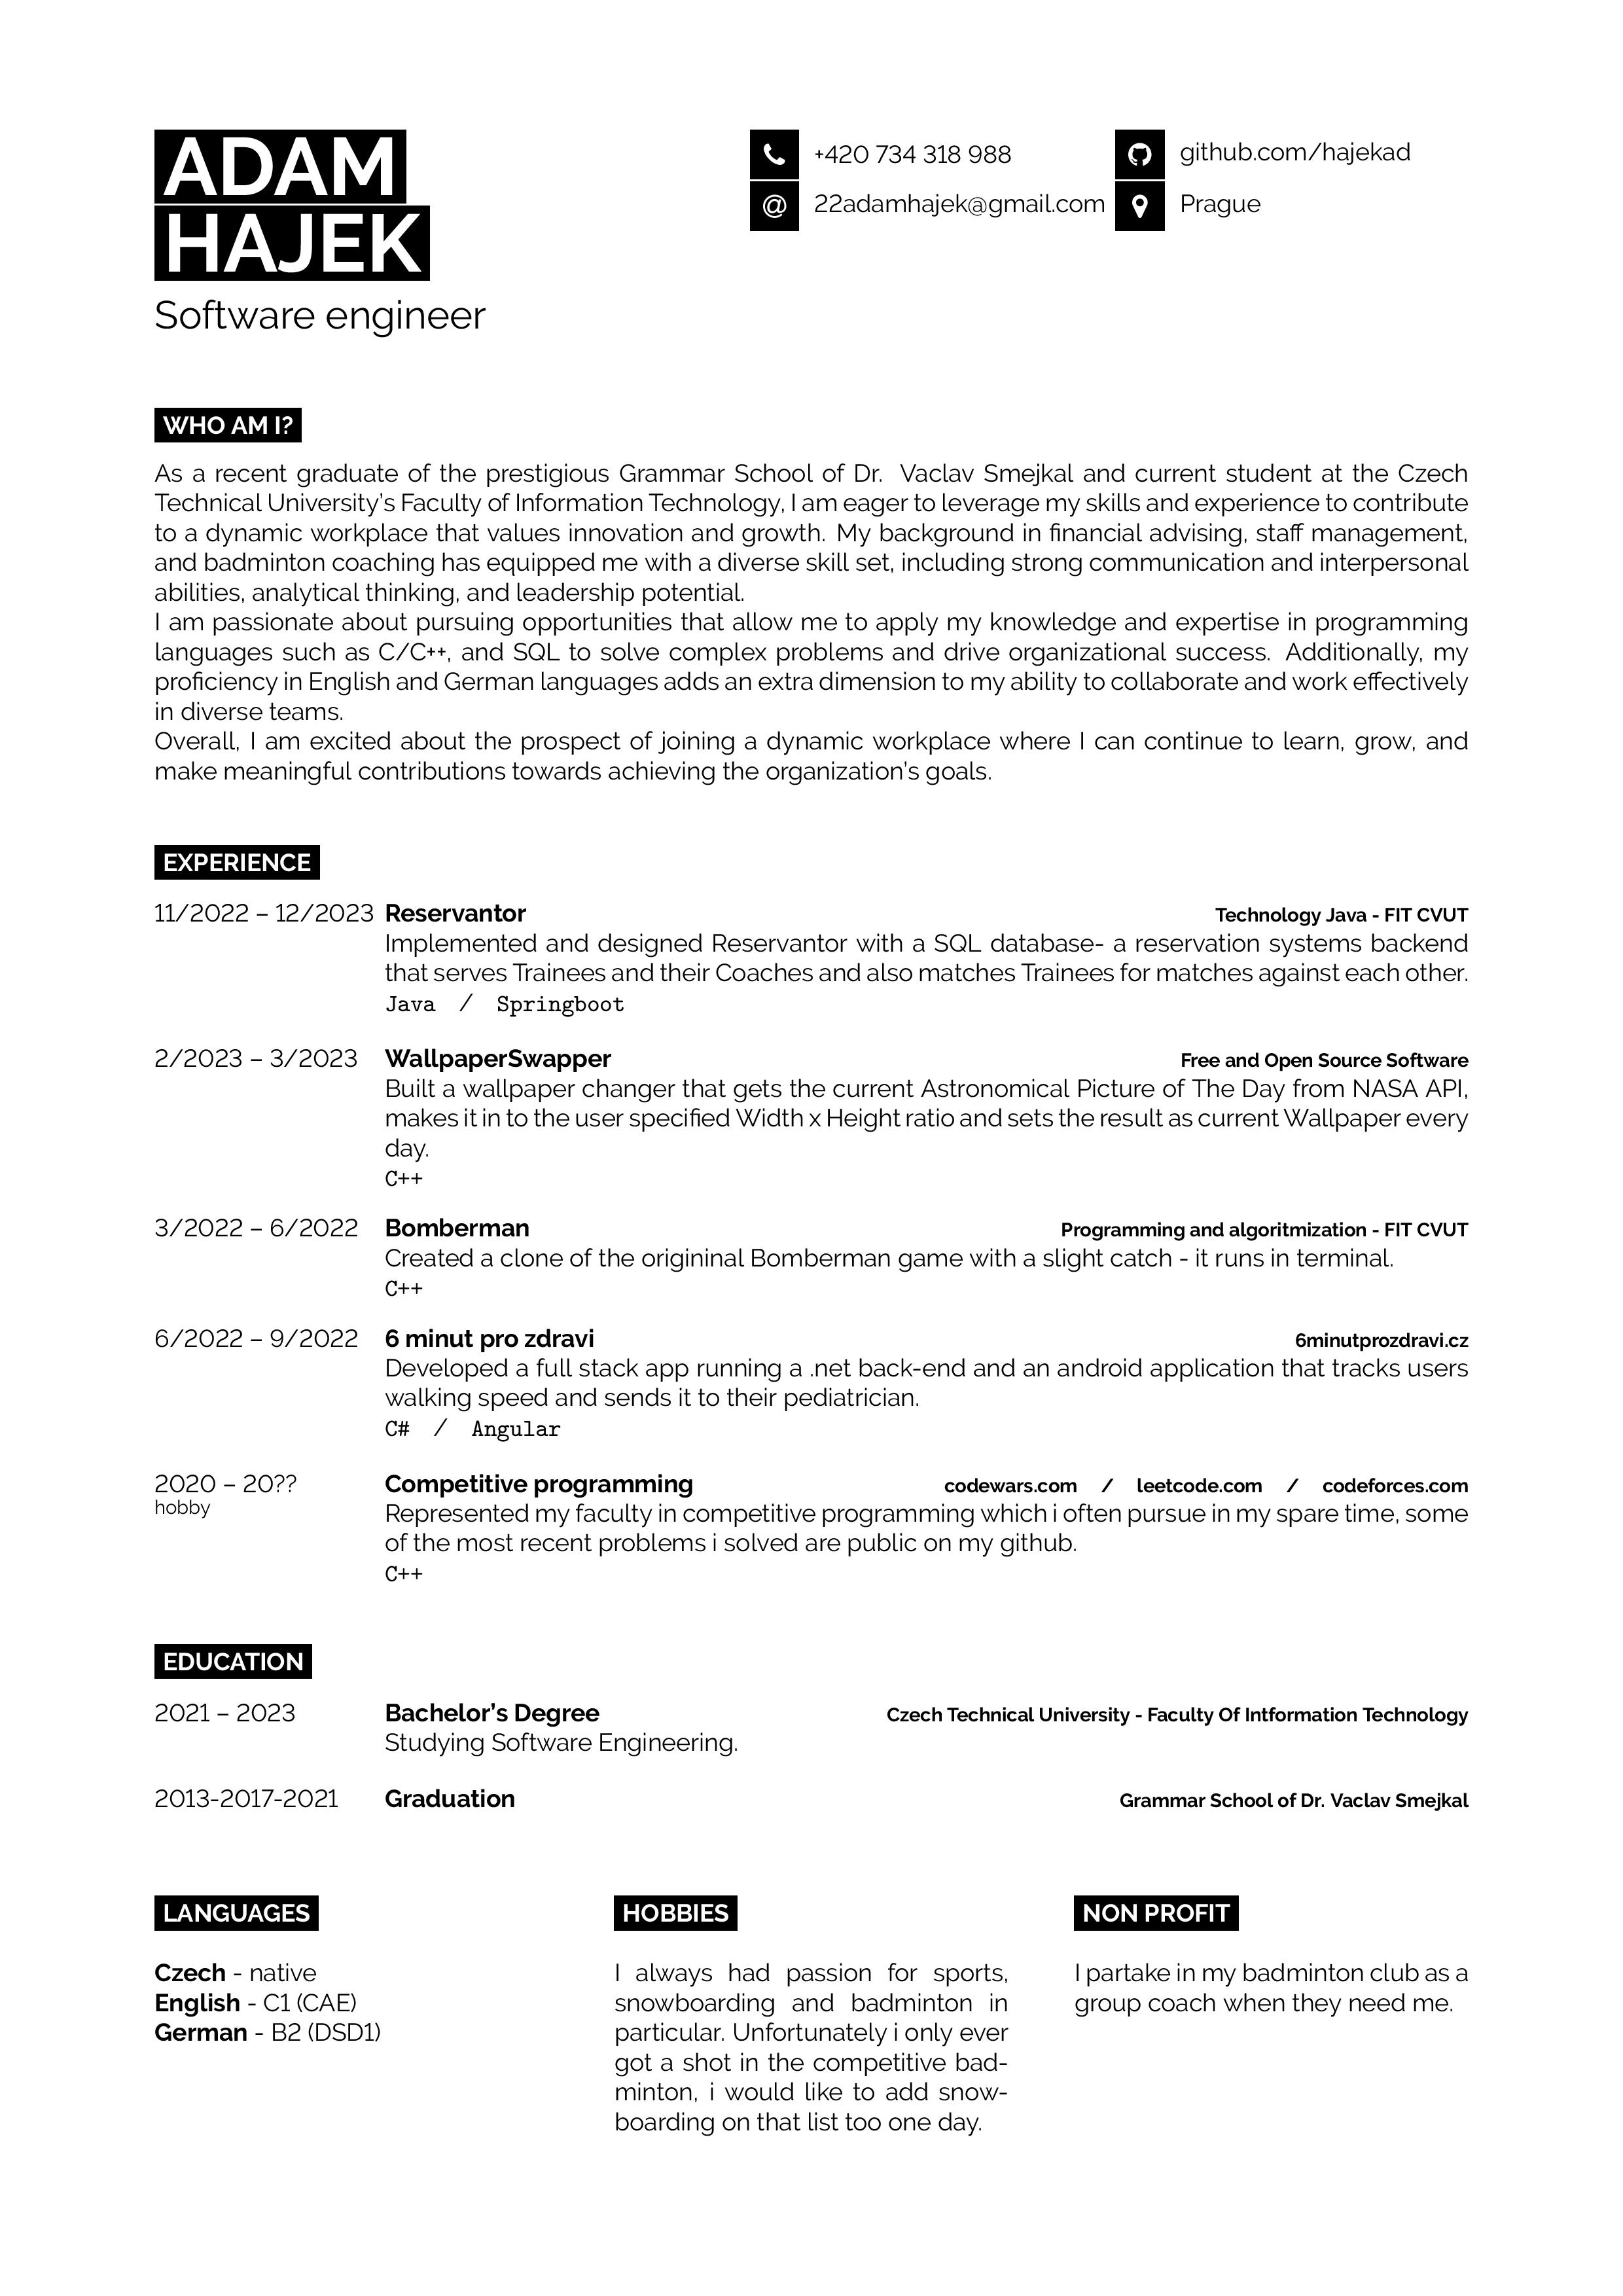 ADAM
HAJEK
Software engineer
+420 734 318 988
github.com/hajekad
22adamhajek@gmail.com
Prague
WHO AM I?
As a recent graduate of the prestigious Grammar School of Dr. Vaclav Smejkal and current student at the Czech
Technical University's Faculty of Information Technology, I am eager to leverage my skills and experience to contribute
to a dynamic workplace that values innovation and growth. My background in financial advising, staff management,
and badminton coaching has equipped me with a diverse skill set, including strong communication and interpersonal
abilities, analytical thinking, and leadership potential.
I am passionate about pursuing opportunities that allow me to apply my knowledge and expertise in programming
languages such as C/C++, and SQL to solve complex problems and drive organizational success. Additionally, my
proficiency in English and German languages adds an extra dimension to my ability to collaborate and work effectively
in diverse teams.
Overall, I am excited about the prospect of joining a dynamic workplace where I can continue to learn, grow, and
make meaningful contributions towards achieving the organization's goals.
EXPERIENCE
11/2022 – 12/2023 Reservantor Technology Java - FIT CVUT
Implemented and designed Reservantor with a SQL database- a reservation systems backend
that serves Trainees and their Coaches and also matches Trainees for matches against each other.
Java / Springboot
2/2023 – 3/2023 WallpaperSwapper Free and Open Source Software
Built a wallpaper changer that gets the current Astronomical Picture of The Day from NASA API,
makes it in to the user specified Width x Height ratio and sets the result as current Wallpaper every
day.
C++
3/2022 – 6/2022 Bomberman Programming and algoritmization - FIT CVUT
Created a clone of the origininal Bomberman game with a slight catch - it runs in terminal.
C++
6/2022 – 9/2022 6 minut pro zdravi 6minutprozdravi.cz
Developed a full stack app running a .net back-end and an android application that tracks users
walking speed and sends it to their pediatrician.
C# / Angular
2020 – 20?? Competitive programming codewars.com / leetcode.com / codeforces.com
hobby
Represented my faculty in competitive programming which i often pursue in my spare time, some
of the most recent problems i solved are public on my github.
C++
EDUCATION
2021 – 2023 Bachelor's Degree Czech Technical University - Faculty Of Intformation Technology
Studying Software Engineering.
2013-2017-2021 Graduation Grammar School of Dr. Vaclav Smejkal
LANGUAGES
Czech - native
English - C1 (CAE)
German - B2 (DSD1)
HOBBIES
I always had passion for sports,
snowboarding and badminton in
particular. Unfortunately i only ever
got a shot in the competitive bad-
minton, i would like to add snow-
boarding on that list too one day.
NON PROFIT
I partake in my badminton club as a
group coach when they need me.